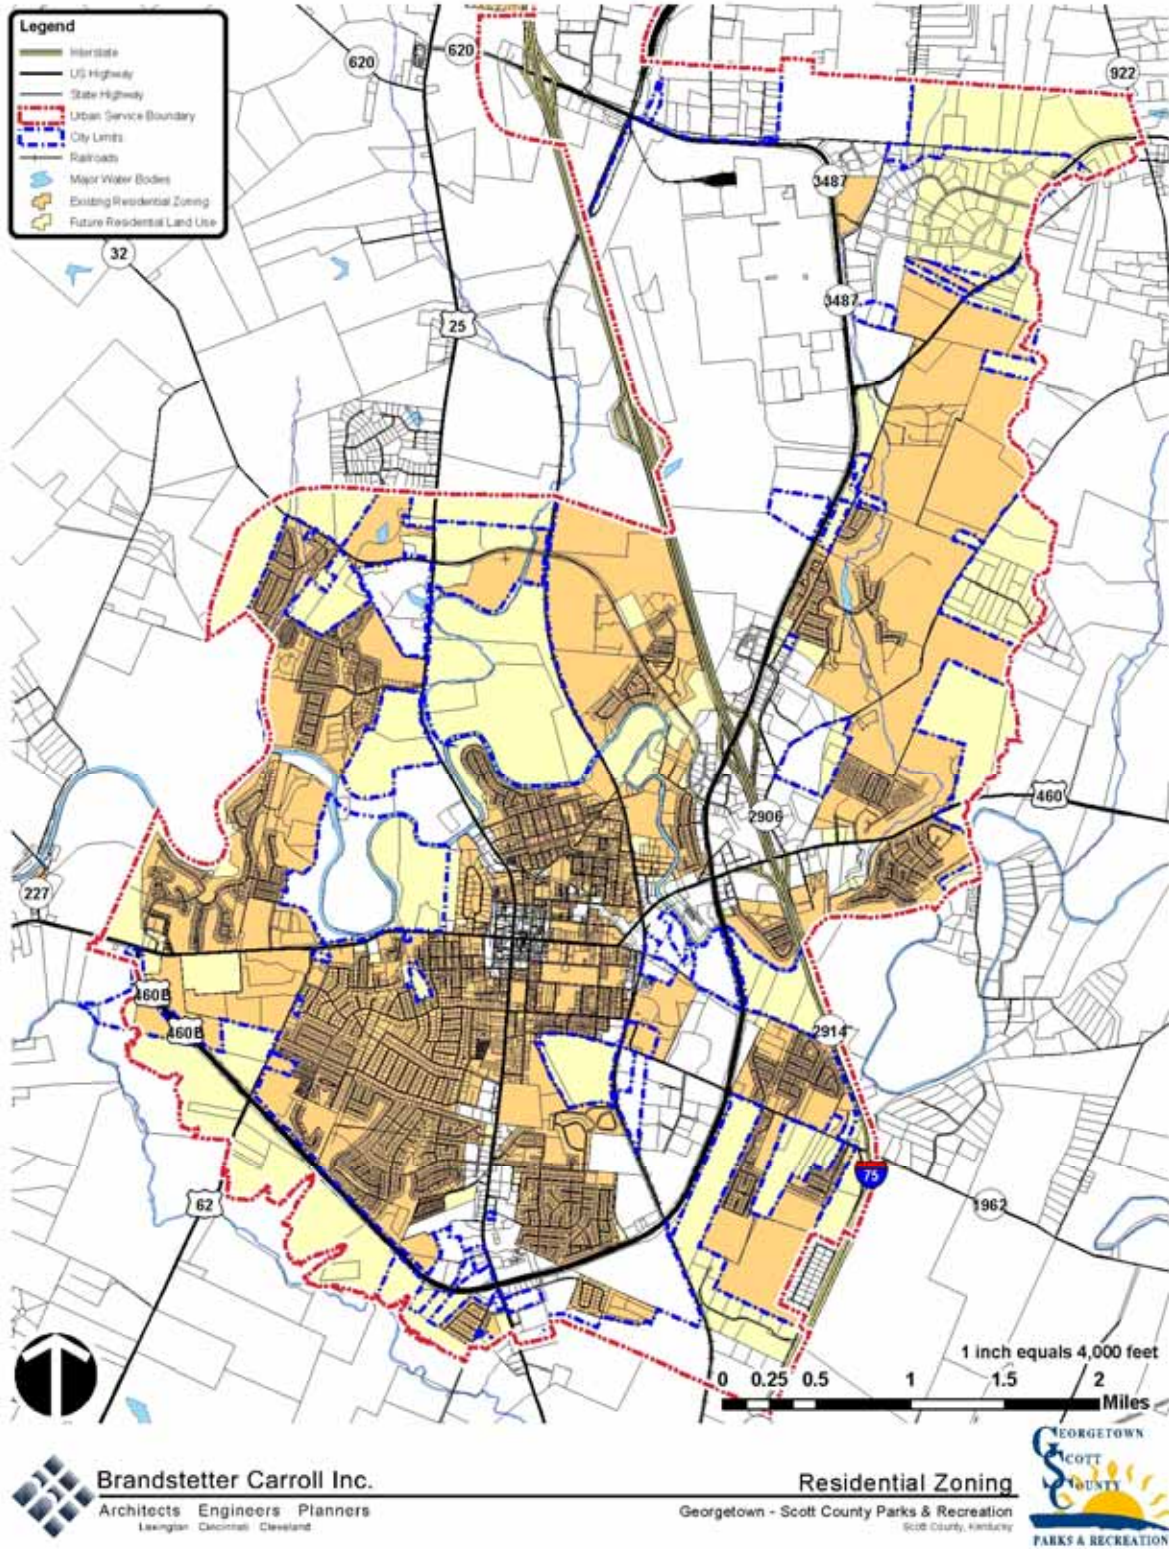 Legend
Interstate
US Highway
State Highway
Urban Service Boundary
City Limits
Railroads
Major Water Bodies
Existing Residential Zoning
Future Residential Land Use
620
620
922
3487
32
3487
25
460
2906
227
460B
460B
2914
75
62
1962
1 inch equals 4,000 feet
0 0.25 0.5 1 1.5 2
Miles
Brandstetter Carroll Inc.
Architects Engineers Planners
Lexington Cincinnati Cleveland
Residential Zoning
Georgetown - Scott County Parks & Recreation
Scott County, Kentucky
GEORGETOWN
SCOTT
COUNTY
PARKS & RECREATION